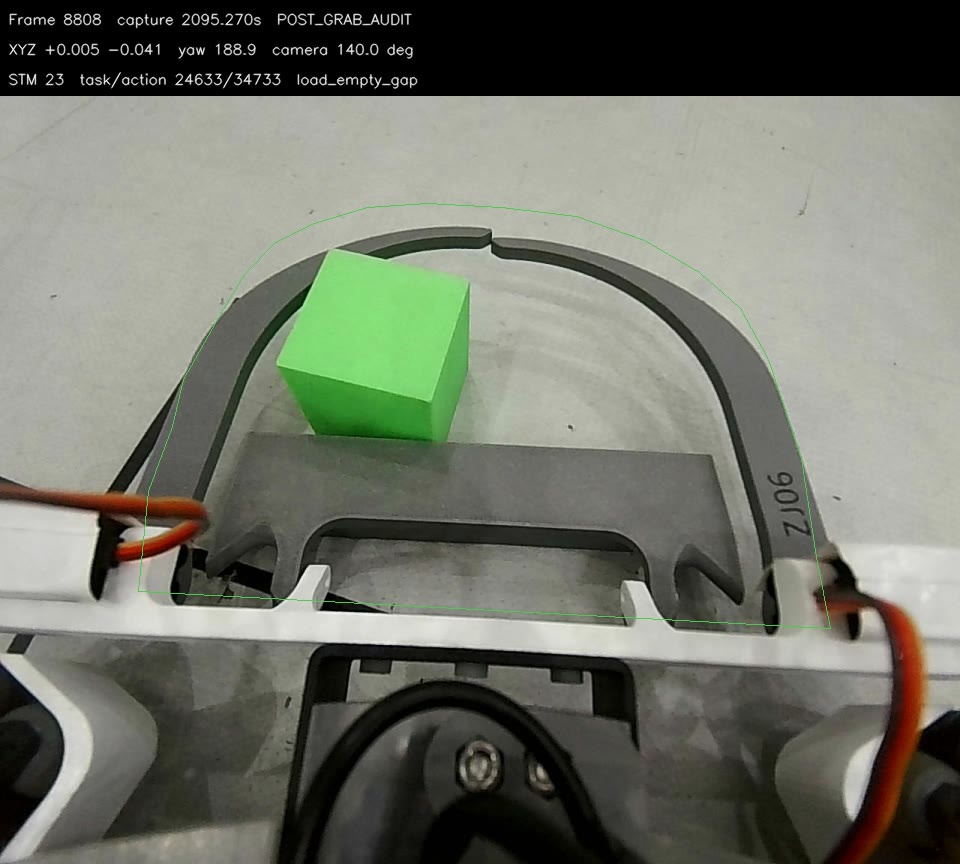 Frame 8808 capture 2095.270s POST_GRAB_AUDIT
XYZ +0.005 -0.041 yaw 188.9 camera 140.0 deg
STM 23 task/action 24633/34733 load_empty_gap
ZJ06